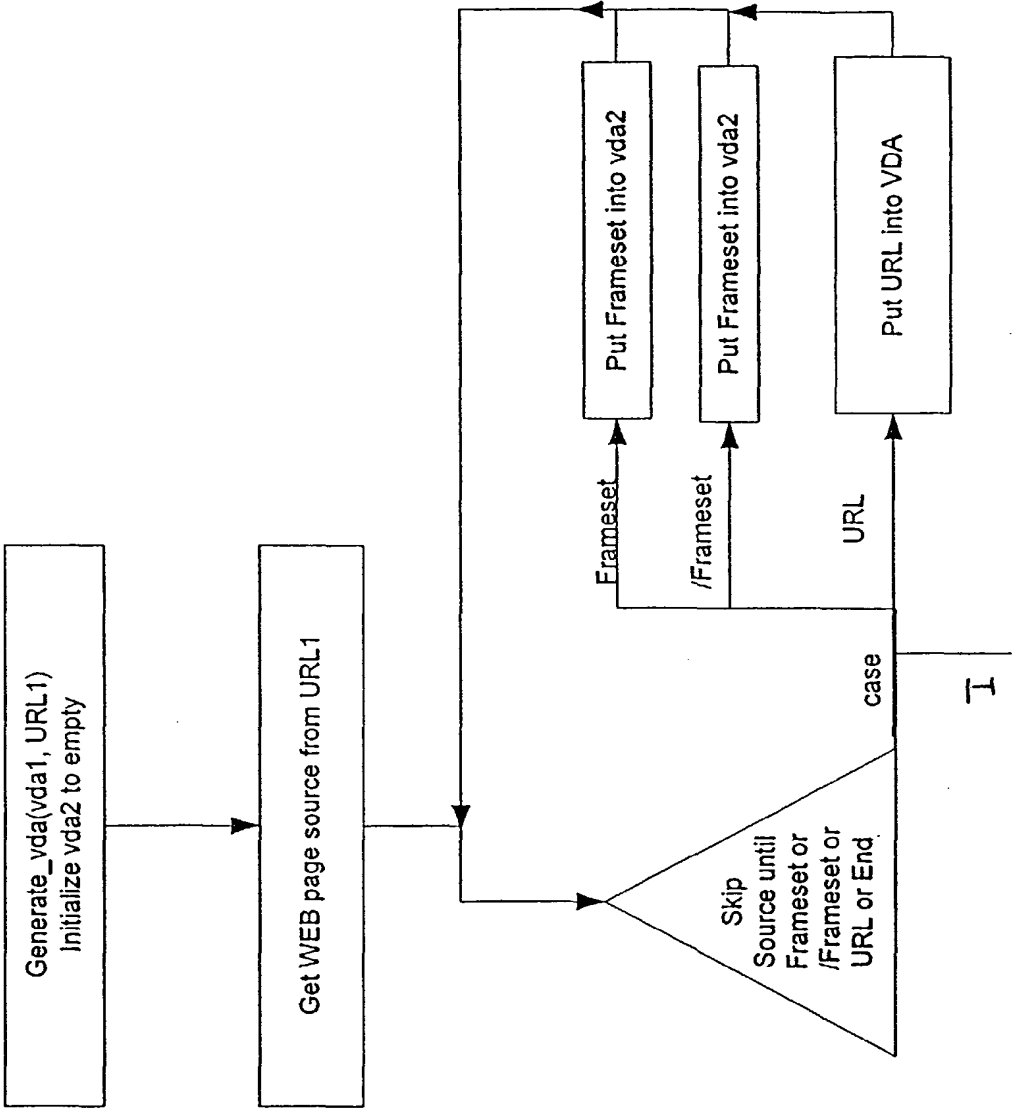 Generate_vda(vda1, URL1)
Initialize vda2 to empty
Get WEB page source from URL1
Skip
Source until
Frameset or
/Frameset or
URL or End
case
Frameset
/Frameset
URL
Put Frameset into vda2
Put Frameset into vda2
Put URL into VDA
I